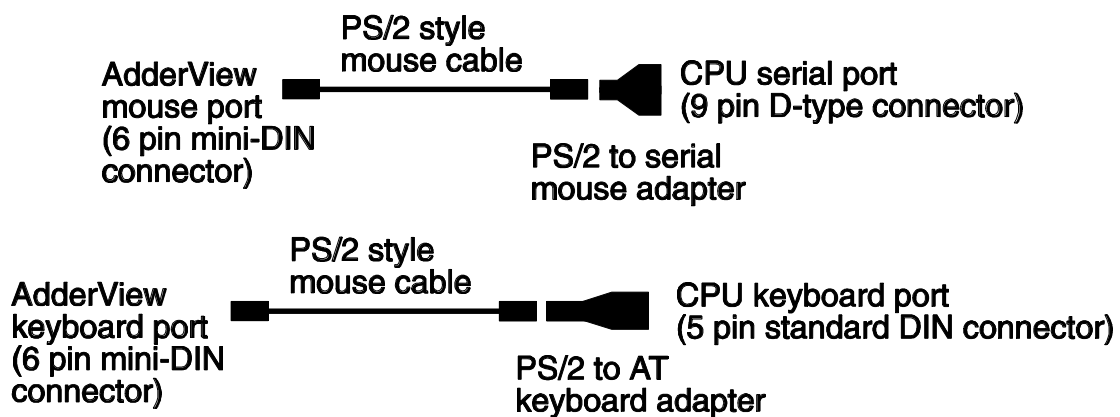 PS/2 style
mouse cable
AdderView
mouse port
(6 pin mini-DIN
connector)
CPU serial port
(9 pin D-type connector)
PS/2 to serial
mouse adapter
PS/2 style
mouse cable
AdderView
keyboard port
(6 pin mini-DIN
connector)
CPU keyboard port
(5 pin standard DIN connector)
PS/2 to AT
keyboard adapter